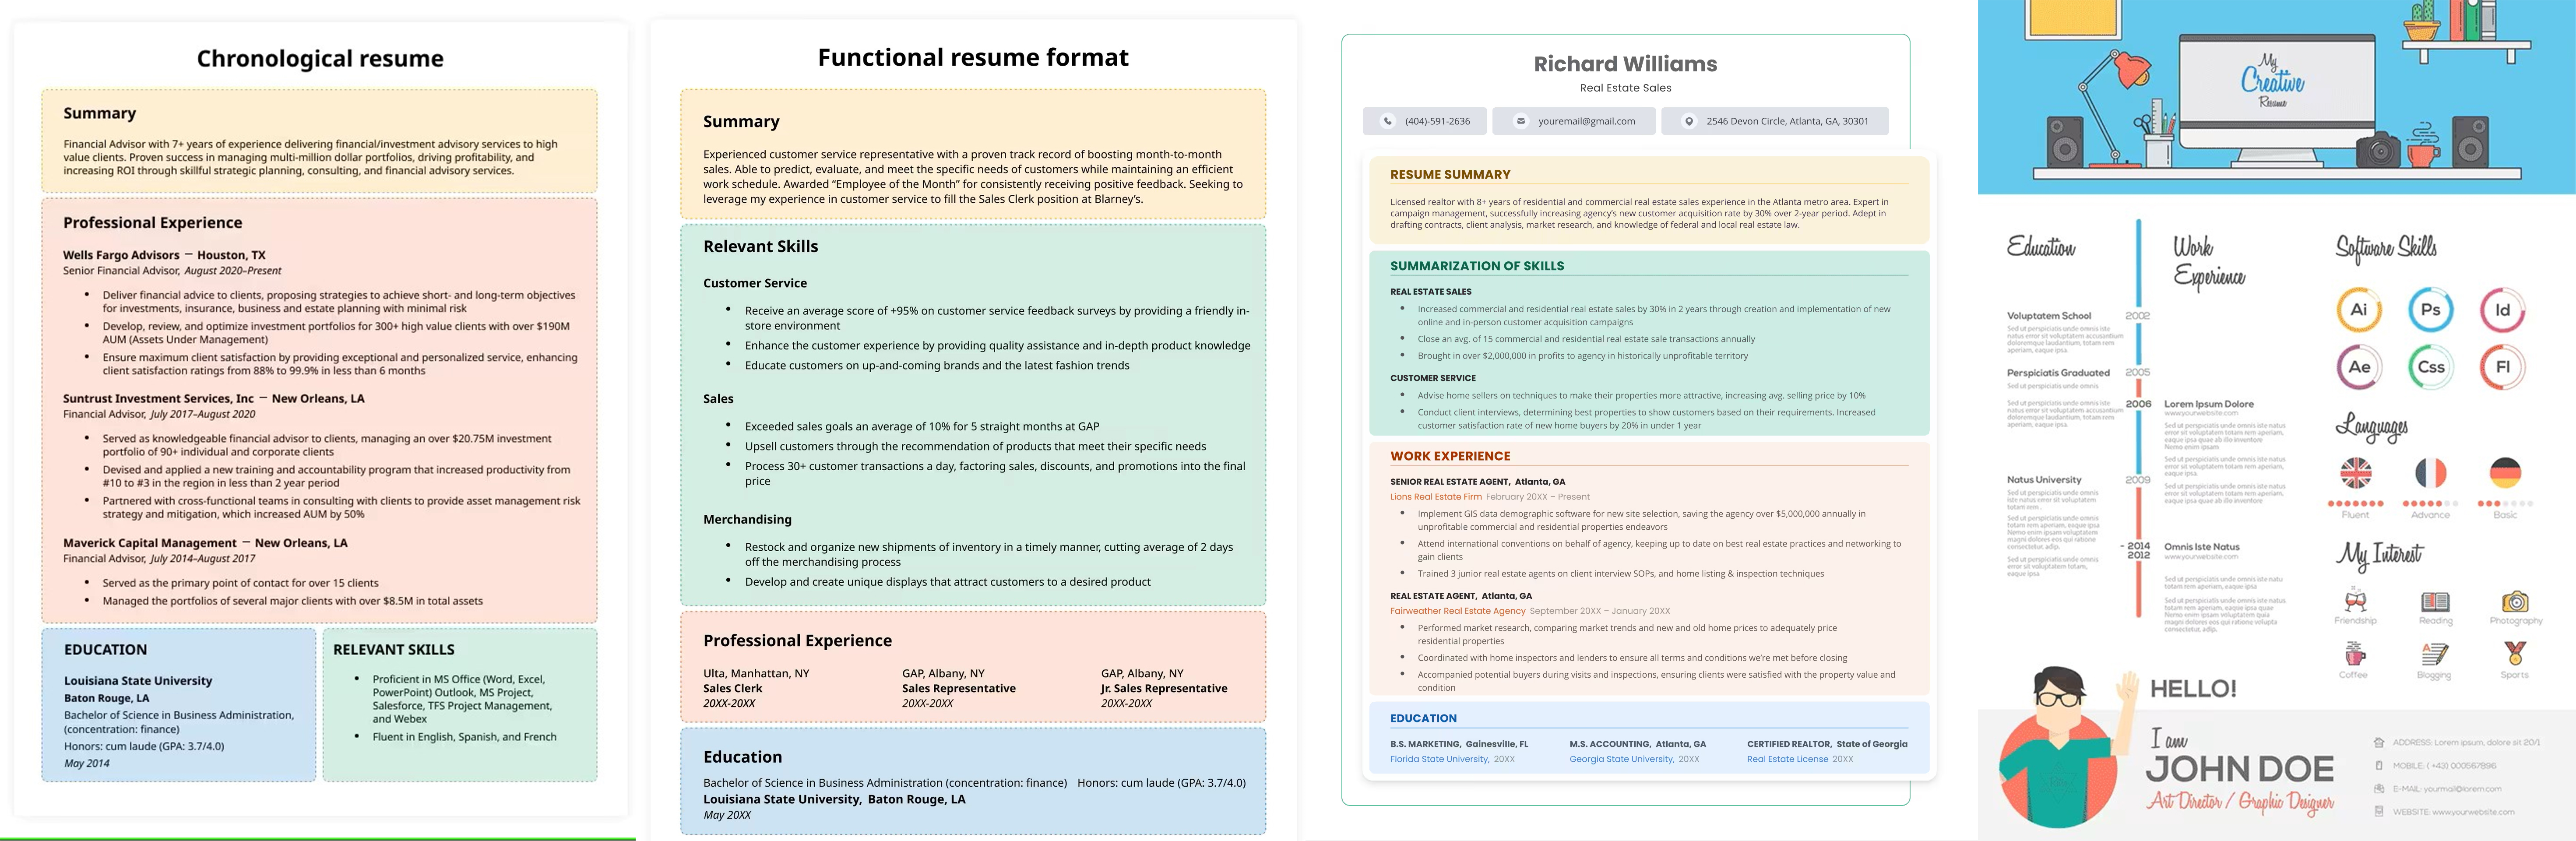 Chronological resume
Summary
Financial Advisor with 7+ years of experience delivering financial/investment advisory services to high
value clients. Proven success in managing multi-million dollar portfolios, driving profitability, and
increasing ROI through skillful strategic planning, consulting, and financial advisory services.
Professional Experience
Wells Fargo Advisors — Houston, TX
Senior Financial Advisor, August 2020–Present
• Deliver financial advice to clients, proposing strategies to achieve short- and long-term objectives
for investments, insurance, business and estate planning with minimal risk
• Develop, review, and optimize investment portfolios for 300+ high value clients with over $190M
AUM (Assets Under Management)
• Ensure maximum client satisfaction by providing exceptional and personalized service, enhancing
client satisfaction ratings from 88% to 99.9% in less than 6 months
Suntrust Investment Services, Inc — New Orleans, LA
Financial Advisor, July 2017–August 2020
• Served as knowledgeable financial advisor to clients, managing an over $20.75M investment
portfolio of 90+ individual and corporate clients
• Devised and applied a new training and accountability program that increased productivity from
#10 to #3 in the region in less than 2 year period
• Partnered with cross-functional teams in consulting with clients to provide asset management risk
strategy and mitigation, which increased AUM by 50%
Maverick Capital Management — New Orleans, LA
Financial Advisor, July 2014–August 2017
• Served as the primary point of contact for over 15 clients
• Managed the portfolios of several major clients with over $8.5M in total assets
EDUCATION
Louisiana State University
Baton Rouge, LA
Bachelor of Science in Business Administration,
(concentration: finance)
Honors: cum laude (GPA: 3.7/4.0)
May 2014
RELEVANT SKILLS
• Proficient in MS Office (Word, Excel,
PowerPoint) Outlook, MS Project,
Salesforce, TFS Project Management,
and Webex
• Fluent in English, Spanish, and French
Functional resume format
Summary
Experienced customer service representative with a proven track record of boosting month-to-month
sales. Able to predict, evaluate, and meet the specific needs of customers while maintaining an efficient
work schedule. Awarded “Employee of the Month” for consistently receiving positive feedback. Seeking to
leverage my experience in customer service to fill the Sales Clerk position at Blarney’s.
Relevant Skills
Customer Service
• Receive an average score of +95% on customer service feedback surveys by providing a friendly in-
store environment
• Enhance the customer experience by providing quality assistance and in-depth product knowledge
• Educate customers on up-and-coming brands and the latest fashion trends
Sales
• Exceeded sales goals an average of 10% for 5 straight months at GAP
• Upsell customers through the recommendation of products that meet their specific needs
• Process 30+ customer transactions a day, factoring sales, discounts, and promotions into the final
price
Merchandising
• Restock and organize new shipments of inventory in a timely manner, cutting average of 2 days
off the merchandising process
• Develop and create unique displays that attract customers to a desired product
Professional Experience
Ulta, Manhattan, NY
Sales Clerk
20XX-20XX
GAP, Albany, NY
Sales Representative
20XX-20XX
GAP, Albany, NY
Jr. Sales Representative
20XX-20XX
Education
Bachelor of Science in Business Administration (concentration: finance) Honors: cum laude (GPA: 3.7/4.0)
Louisiana State University, Baton Rouge, LA
May 20XX
Richard Williams
Real Estate Sales
(404)-591-2636 youremail@gmail.com 2546 Devon Circle, Atlanta, GA, 30301
RESUME SUMMARY
Licensed realtor with 8+ years of residential and commercial real estate sales experience in the Atlanta metro area. Expert in
campaign management, successfully increasing agency’s new customer acquisition rate by 30% over 2-year period. Adept in
drafting contracts, client analysis, market research, and knowledge of federal and local real estate law.
SUMMARIZATION OF SKILLS
REAL ESTATE SALES
• Increased commercial and residential real estate sales by 30% in 2 years through creation and implementation of new
online and in-person customer acquisition campaigns
• Close an avg. of 15 commercial and residential real estate sale transactions annually
• Brought in over $2,000,000 in profits to agency in historically unprofitable territory
CUSTOMER SERVICE
• Advise home sellers on techniques to make their properties more attractive, increasing avg. selling price by 10%
• Conduct client interviews, determining best properties to show customers based on their requirements. Increased
customer satisfaction rate of new home buyers by 20% in under 1 year
WORK EXPERIENCE
SENIOR REAL ESTATE AGENT, Atlanta, GA
Lions Real Estate Firm February 20XX – Present
• Implement GIS data demographic software for new site selection, saving the agency over $5,000,000 annually in
unprofitable commercial and residential properties endeavors
• Attend international conventions on behalf of agency, keeping up to date on best real estate practices and networking to
gain clients
• Trained 3 junior real estate agents on client interview SOPs, and home listing & inspection techniques
REAL ESTATE AGENT, Atlanta, GA
Fairweather Real Estate Agency September 20XX – January 20XX
• Performed market research, comparing market trends and new and old home prices to adequately price
residential properties
• Coordinated with home inspectors and lenders to ensure all terms and conditions we’re met before closing
• Accompanied potential buyers during visits and inspections, ensuring clients were satisfied with the property value and
condition
EDUCATION
B.S. MARKETING, Gainesville, FL
Florida State University, 20XX
M.S. ACCOUNTING, Atlanta, GA
Georgia State University, 20XX
CERTIFIED REALTOR, State of Georgia
Real Estate License 20XX
My
Creative
Resume
Education
Voluptatem School
2002
Perspiciatis Graduated
2005
2006
Natus University
2009
- 2014
2012
Work
Experience
Lorem Ipsum Dolore
www.yourwebsite.com
Omnis Iste Natus
www.yourwebsite.com
Software Skills
Ai Ps Id
Ae Css Fl
Languages
Fluent Advance Basic
My Interest
Friendship Reading Photography
Coffee Blogging Sports
HELLO!
I am
JOHN DOE
Art Director / Graphic Designer
ADDRESS: Lorem ipsum, dolore sit 20/1
MOBILE: ( +43) 000567896
E-MAIL: yourmail@lorem.com
WEBSITE: www.yourwebsite.com